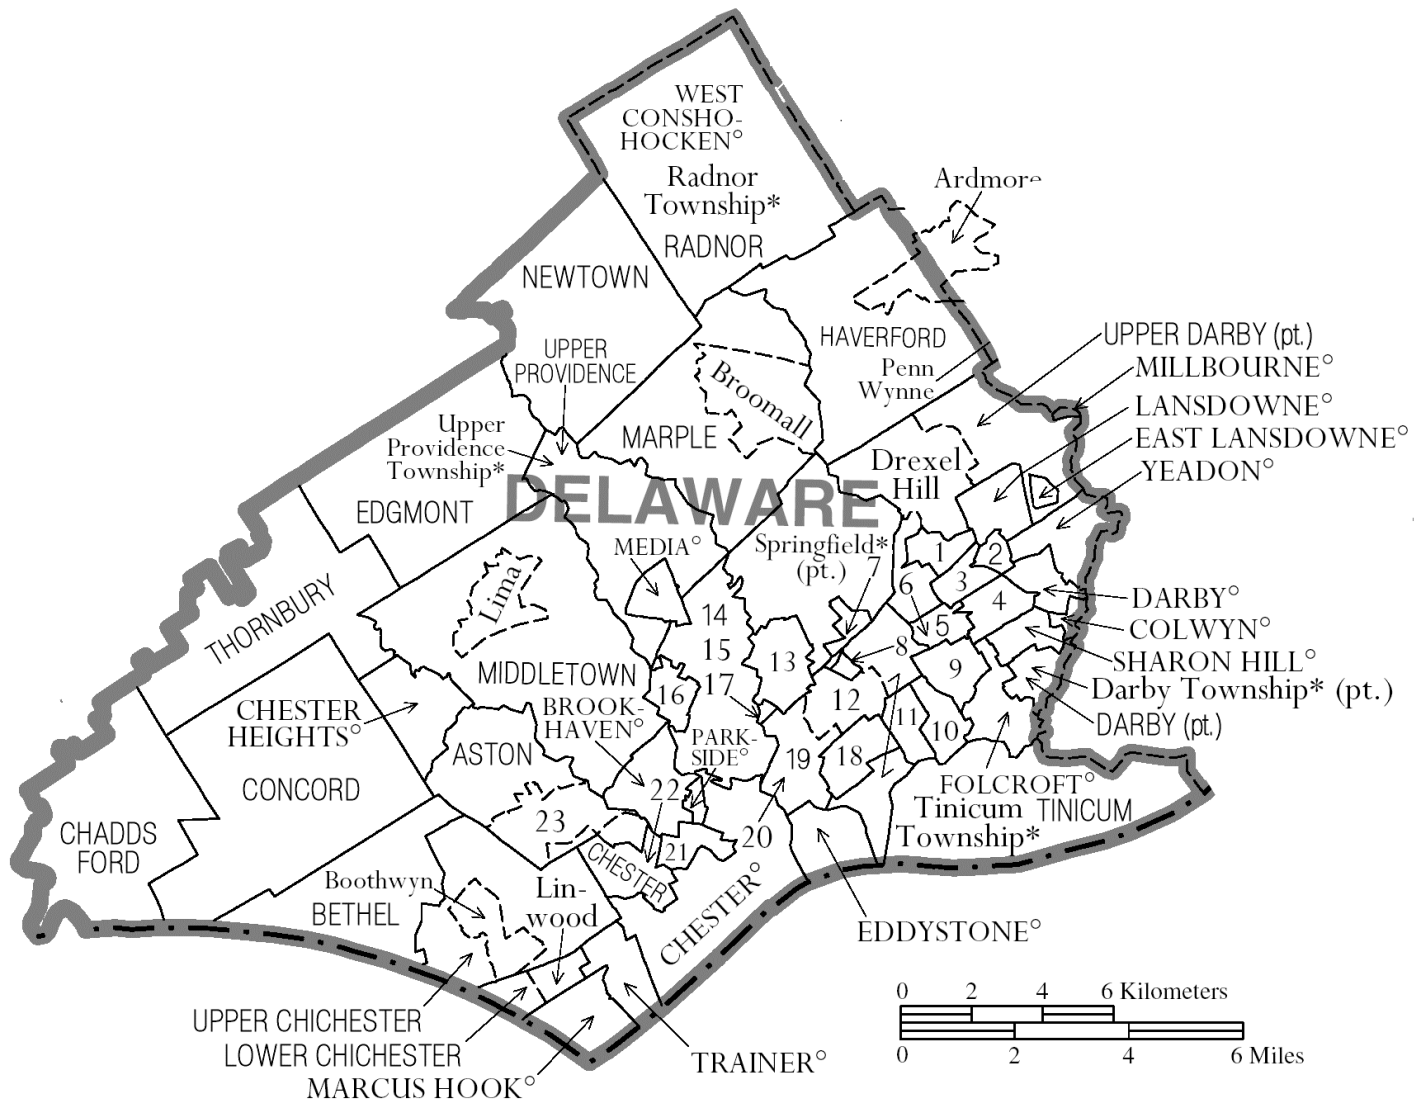 WEST
CONSHO-
HOCKEN°
Radnor
Township*
RADNOR
Ardmore
NEWTOWN
HAVERFORD
Penn
Wynne
UPPER DARBY (pt.)
MILLBOURNE°
LANSDOWNE°
EAST LANSDOWNE°
YEADON°
UPPER
PROVIDENCE
Broomall
MARPLE
Upper
Providence
Township*
Drexel
Hill
DELAWARE
EDGMONT
MEDIA°
Springfield*
(pt.)
7
1
2
6
3
4
5
Lima
THORNBURY
14
15
13
8
9
DARBY°
COLWYN°
SHARON HILL°
Darby Township* (pt.)
DARBY (pt.)
MIDDLETOWN
16
17
12
11
10
CHESTER
HEIGHTS°
BROOK-
HAVEN°
PARK-
SIDE°
ASTON
19
18
CONCORD
22
FOLCROFT°
Tinicum
Township*
TINICUM
CHADDS
FORD
23
20
21
CHESTER
Boothwyn
Lin-
wood
BETHEL
CHESTER°
EDDYSTONE°
UPPER CHICHESTER
LOWER CHICHESTER
MARCUS HOOK°
TRAINER°
0 2 4 6 Kilometers
0 2 4 6 Miles